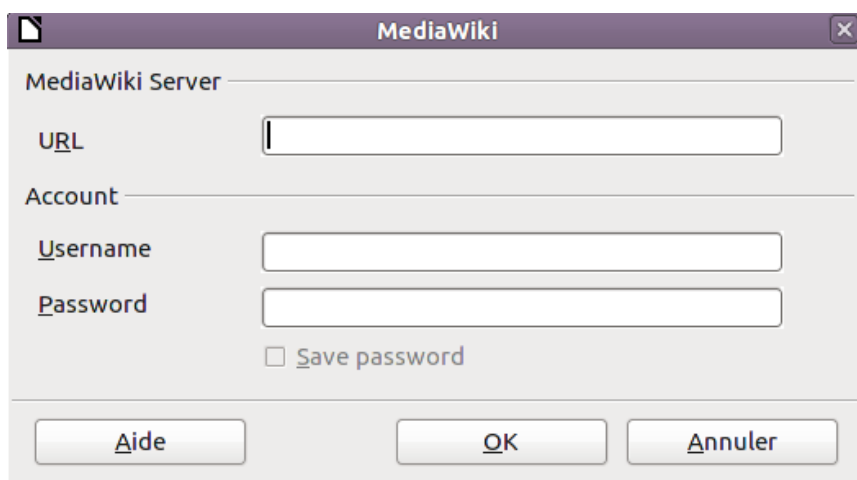 MediaWiki
MediaWiki Server
URL
Account
Username
Password
Save password
Aide OK Annuler